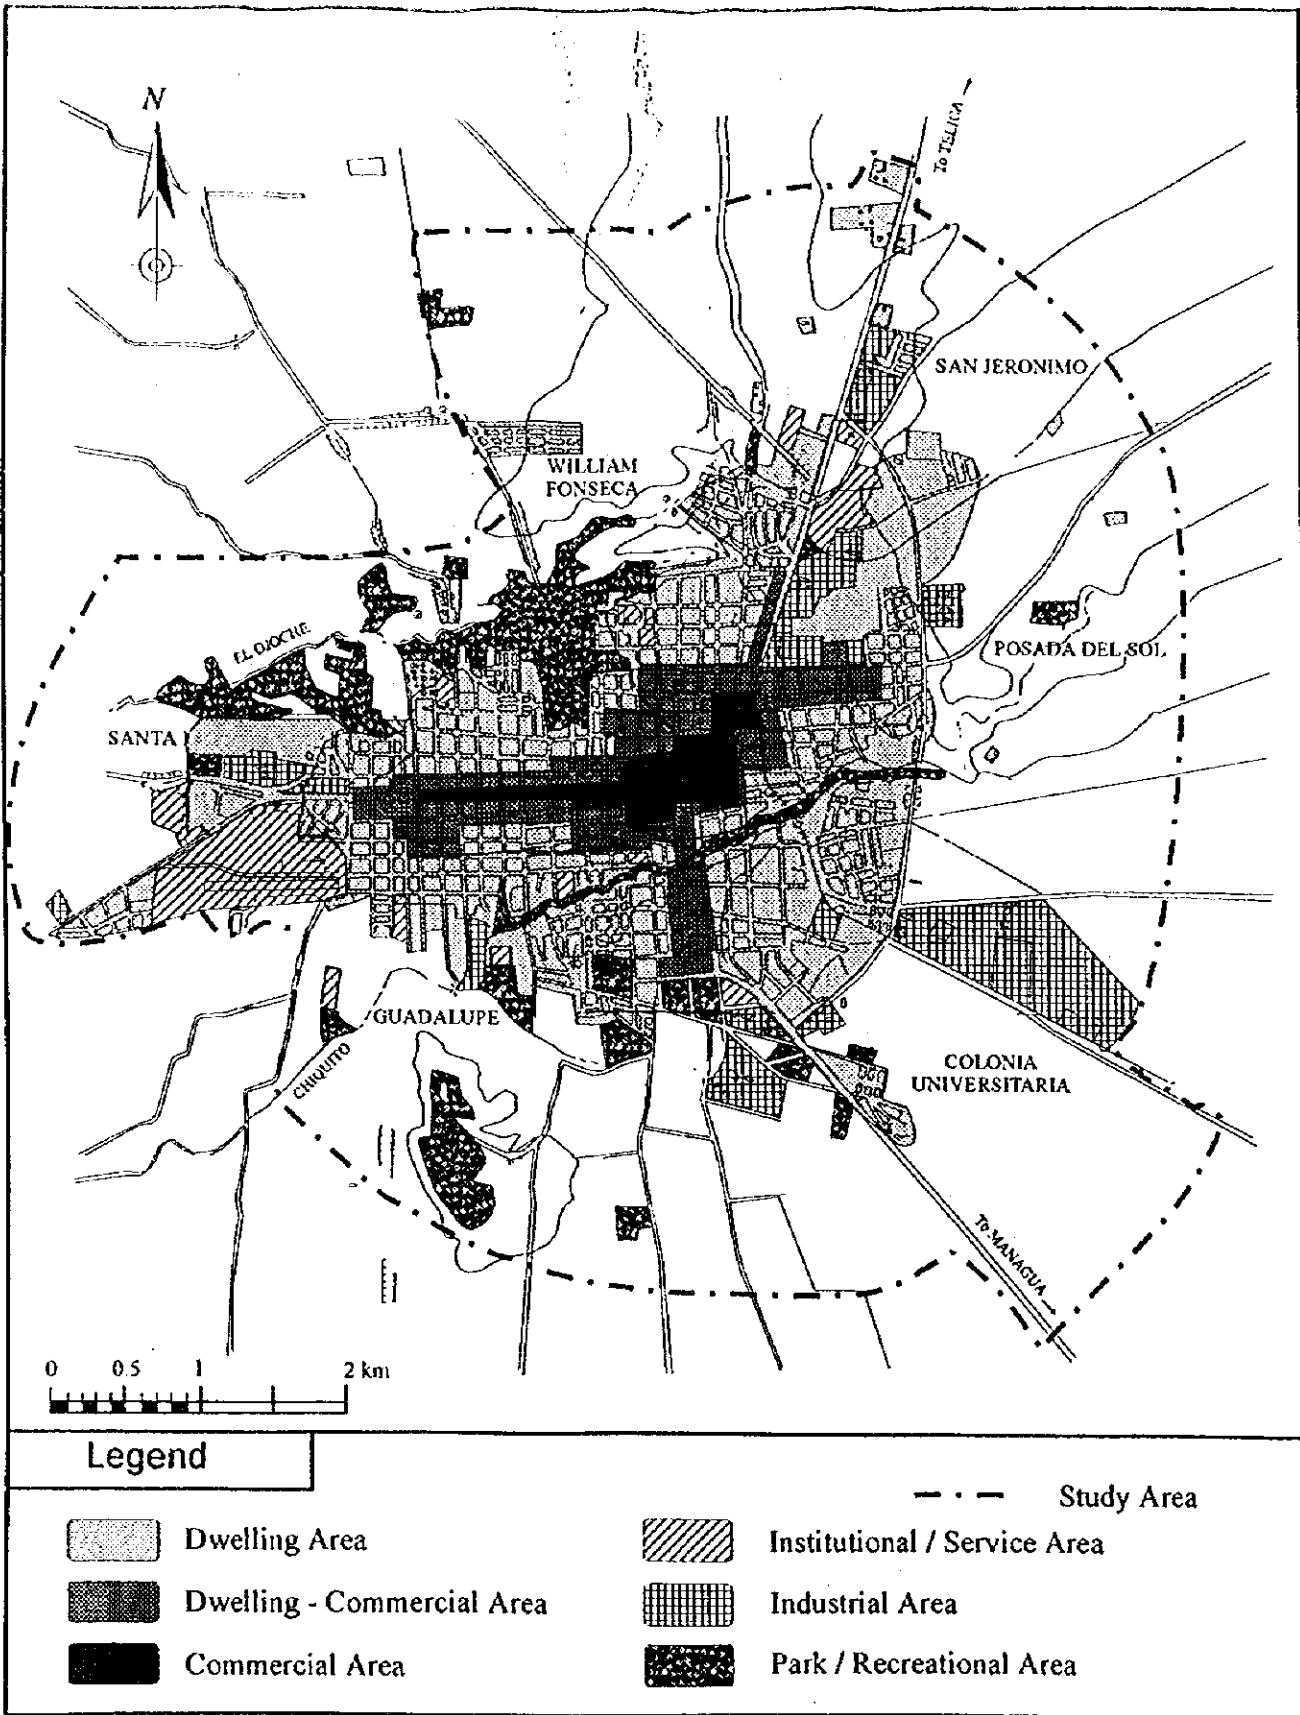 N
To TELICA
SAN JERONIMO
WILLIAM
FONSECA
EL OJOCHE
POSADA DEL SOL
SANTA
GUADALUPE
CHIQUITO
COLONIA
UNIVERSITARIA
To MANAGUA
0 0.5 1 2 km
Legend
Study Area
Dwelling Area
Institutional / Service Area
Dwelling - Commercial Area
Industrial Area
Commercial Area
Park / Recreational Area